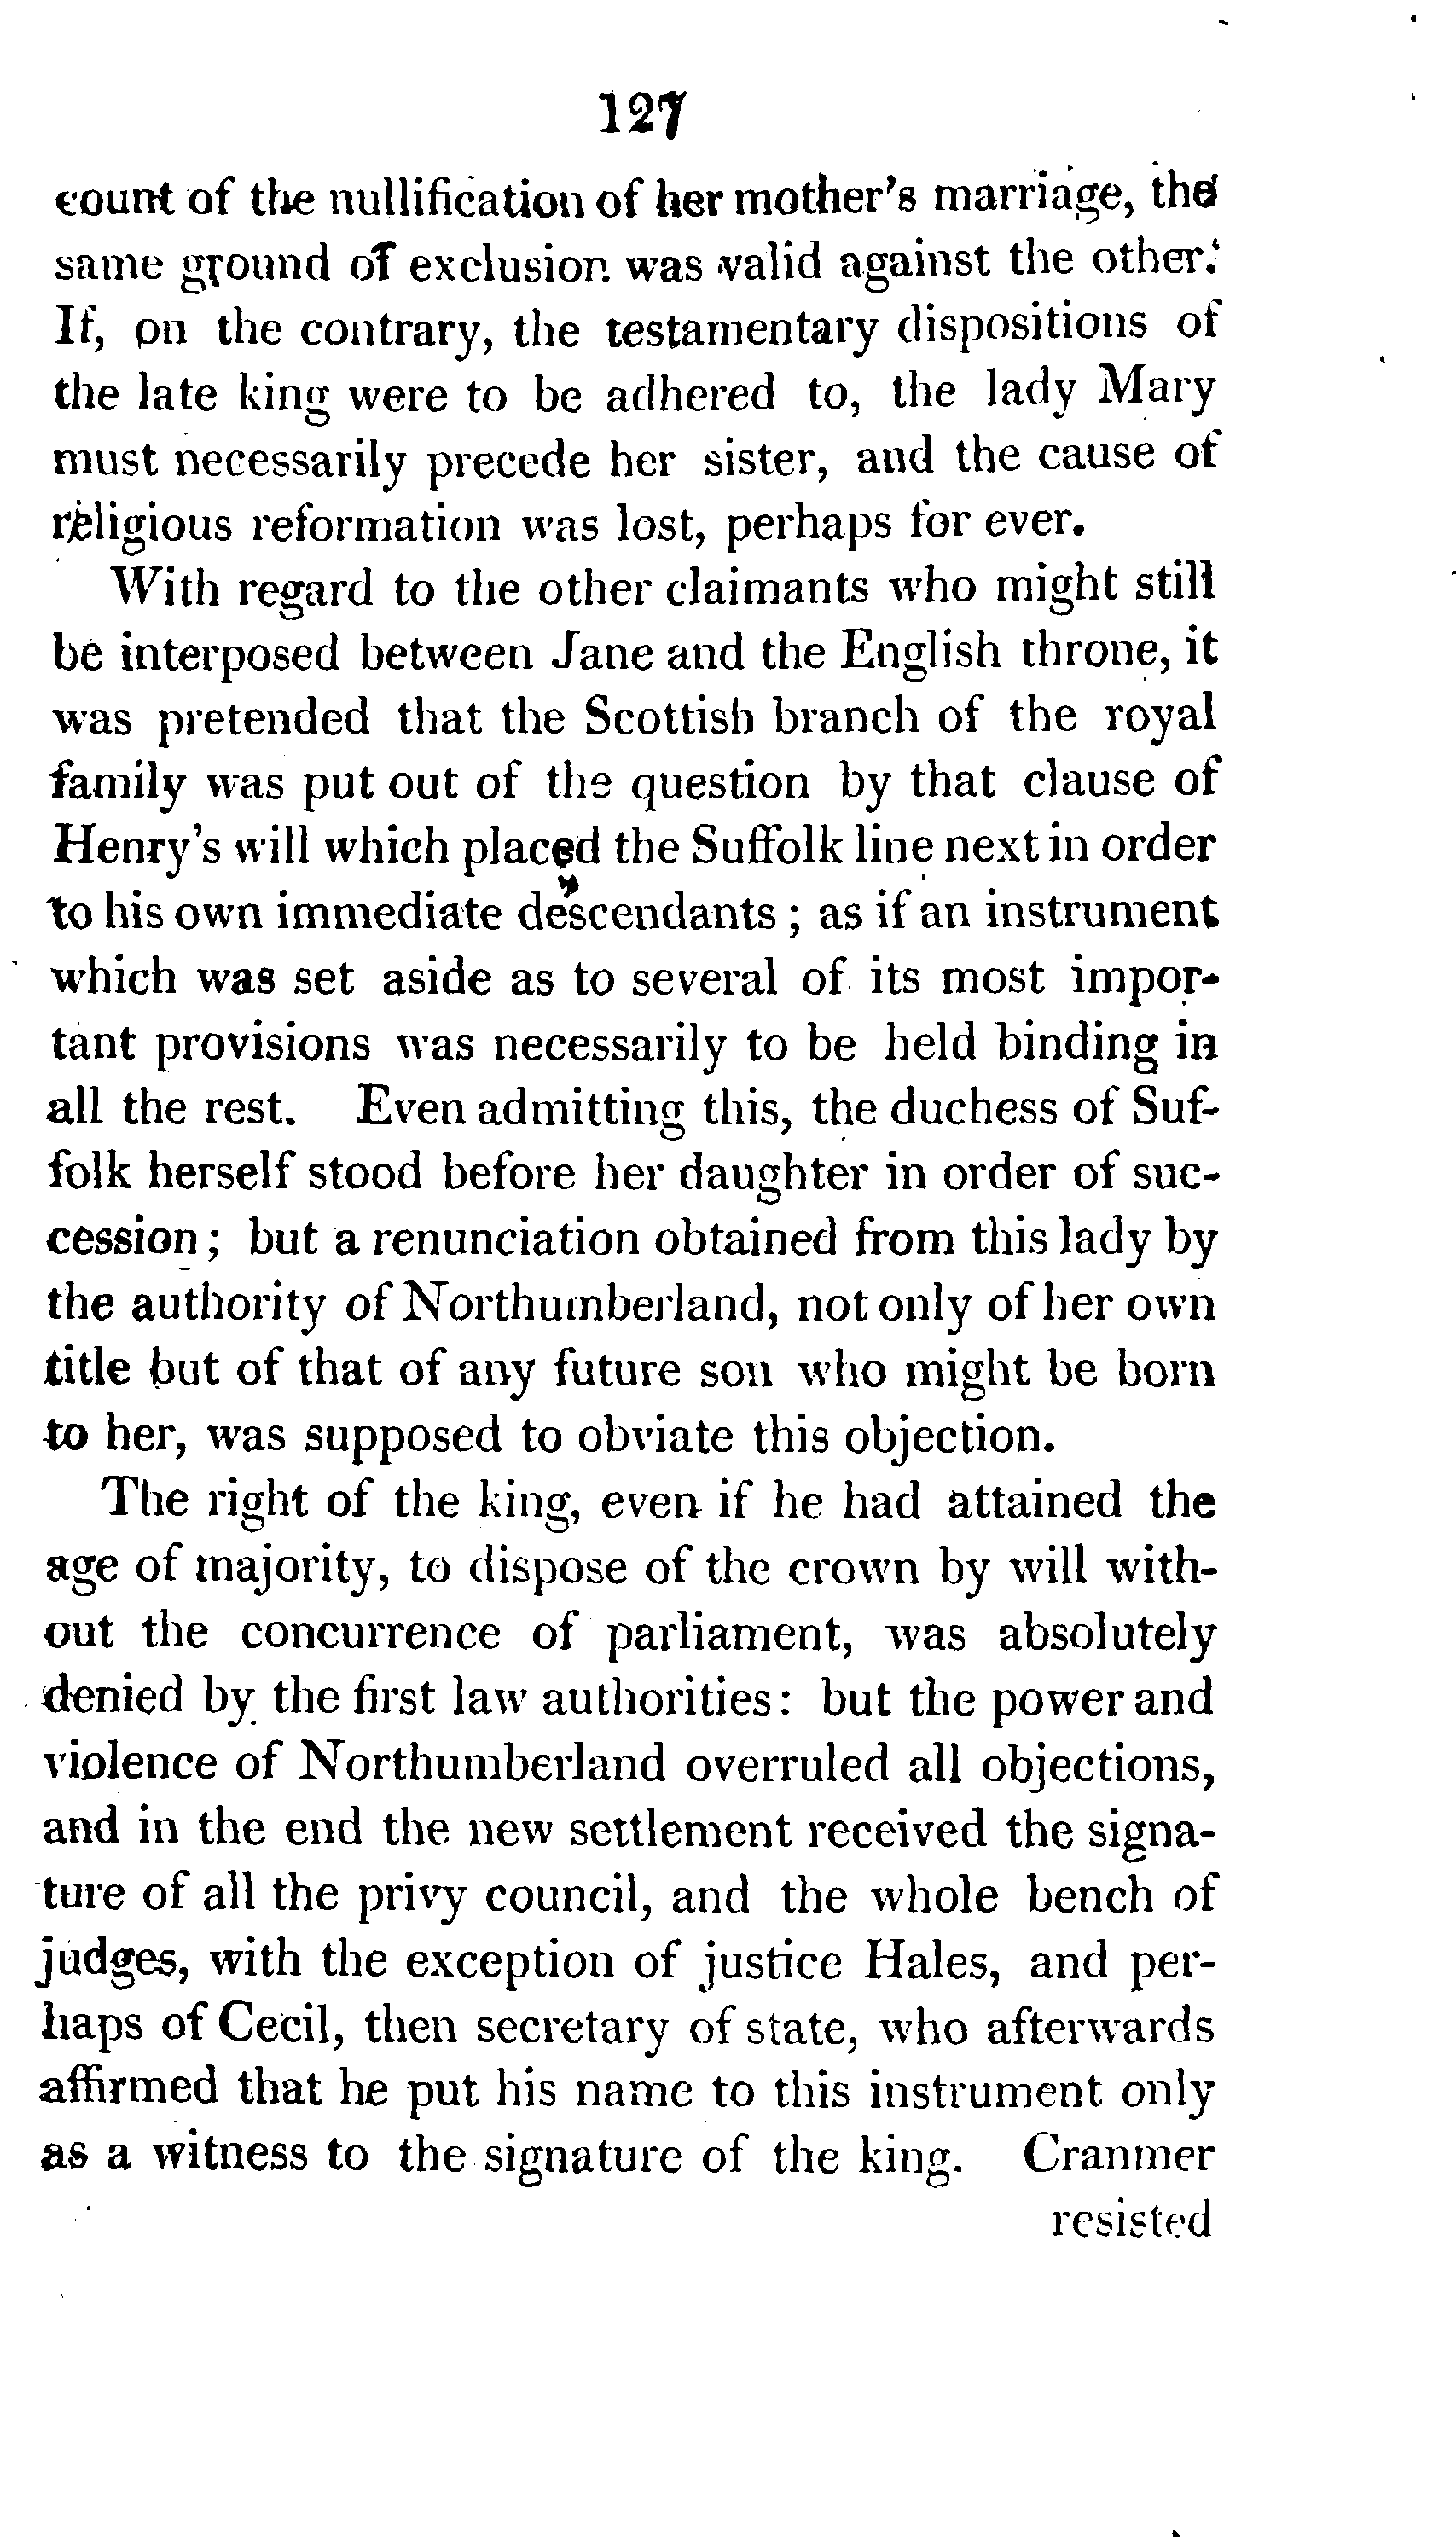 127
count of the nullification of her mother's marriage, the
same ground of exclusion was valid against the other.
If, on the contrary, the testamentary dispositions of
the late king were to be adhered to, the lady Mary
must necessarily precede her sister, and the cause of
religious reformation was lost, perhaps for ever.
With regard to the other claimants who might still
be interposed between Jane and the English throne, it
was pretended that the Scottish branch of the royal
family was put out of the question by that clause of
Henry's will which placed the Suffolk line next in order
to his own immediate descendants ; as if an instrument
which was set aside as to several of its most impor-
tant provisions was necessarily to be held binding in
all the rest. Even admitting this, the duchess of Suf-
folk herself stood before her daughter in order of suc-
cession ; but a renunciation obtained from this lady by
the authority of Northumberland, not only of her own
title but of that of any future son who might be born
to her, was supposed to obviate this objection.
The right of the king, even if he had attained the
age of majority, to dispose of the crown by will with-
out the concurrence of parliament, was absolutely
denied by the first law authorities: but the power and
violence of Northumberland overruled all objections,
and in the end the new settlement received the signa-
ture of all the privy council, and the whole bench of
judges, with the exception of justice Hales, and per-
haps of Cecil, then secretary of state, who afterwards
affirmed that he put his name to this instrument only
as a witness to the signature of the king. Cranmer
resisted